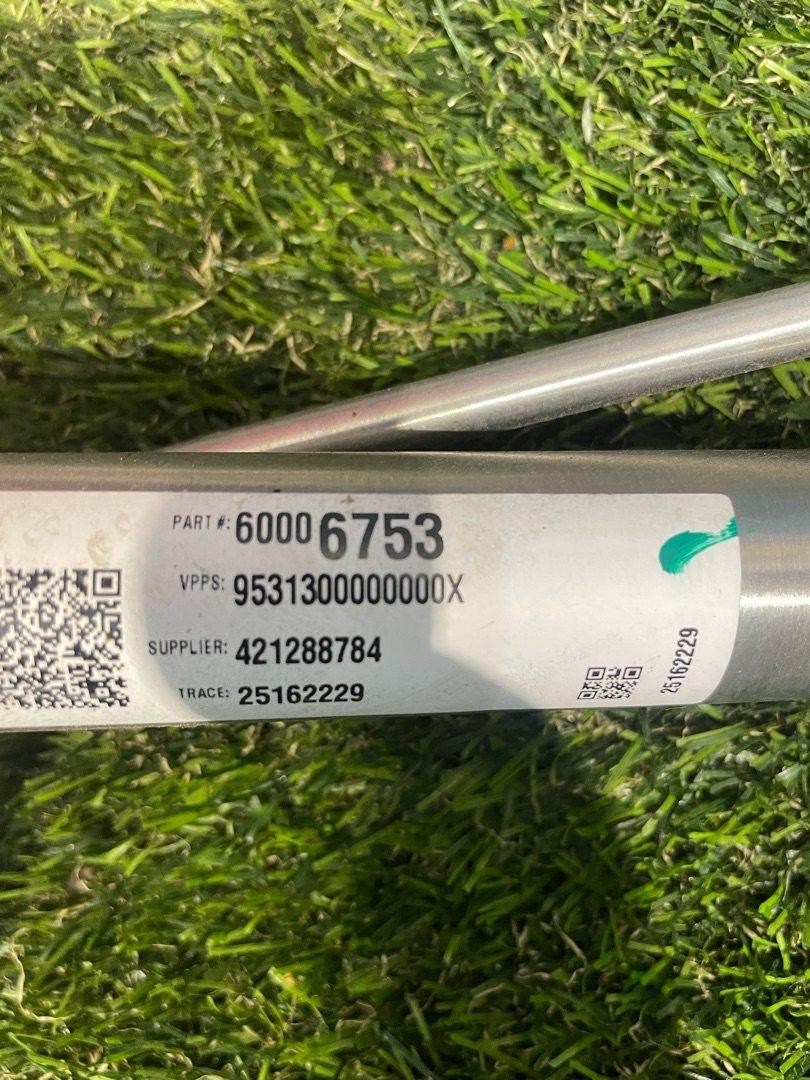 PART #: 60006753
VPPS: 9531300000000X
SUPPLIER: 421288784
TRACE: 25162229
25162229